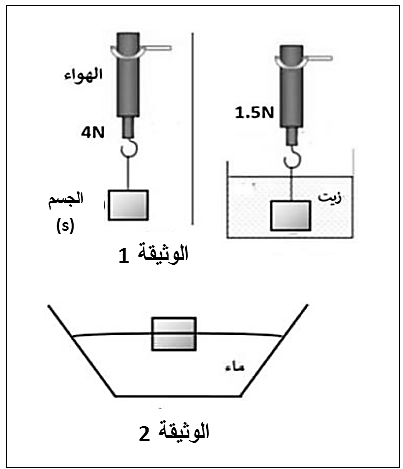 الهواء
4N
الجسم
(s)
1.5N
زيت
الوثيقة 1
ماء
الوثيقة 2